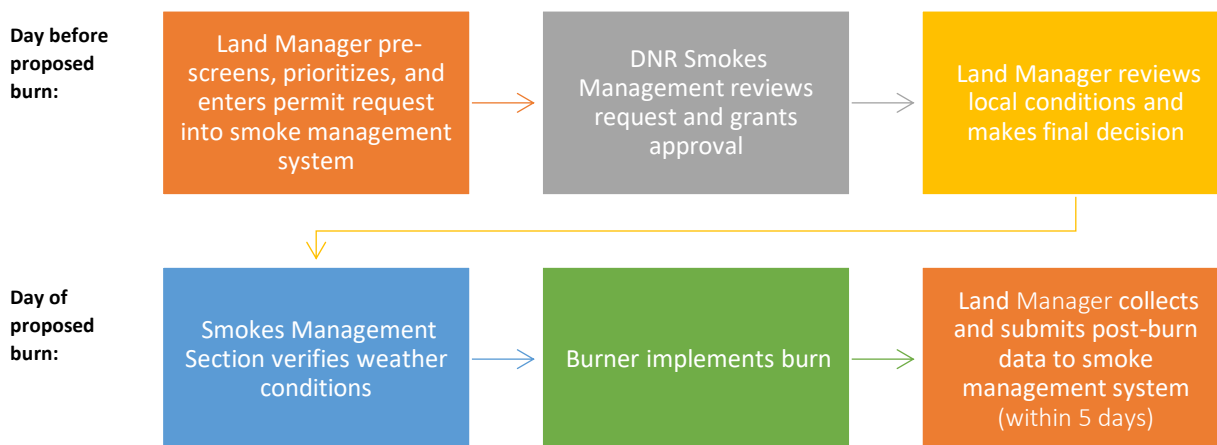 Day before
proposed
burn:
Land Manager pre-
screens, prioritizes, and
enters permit request
into smoke management
system
DNR Smokes
Management reviews
request and grants
approval
Land Manager reviews
local conditions and
makes final decision
Day of
proposed
burn:
Smokes Management
Section verifies weather
conditions
Burner implements burn
Land Manager collects
and submits post-burn
data to smoke
management system
(within 5 days)